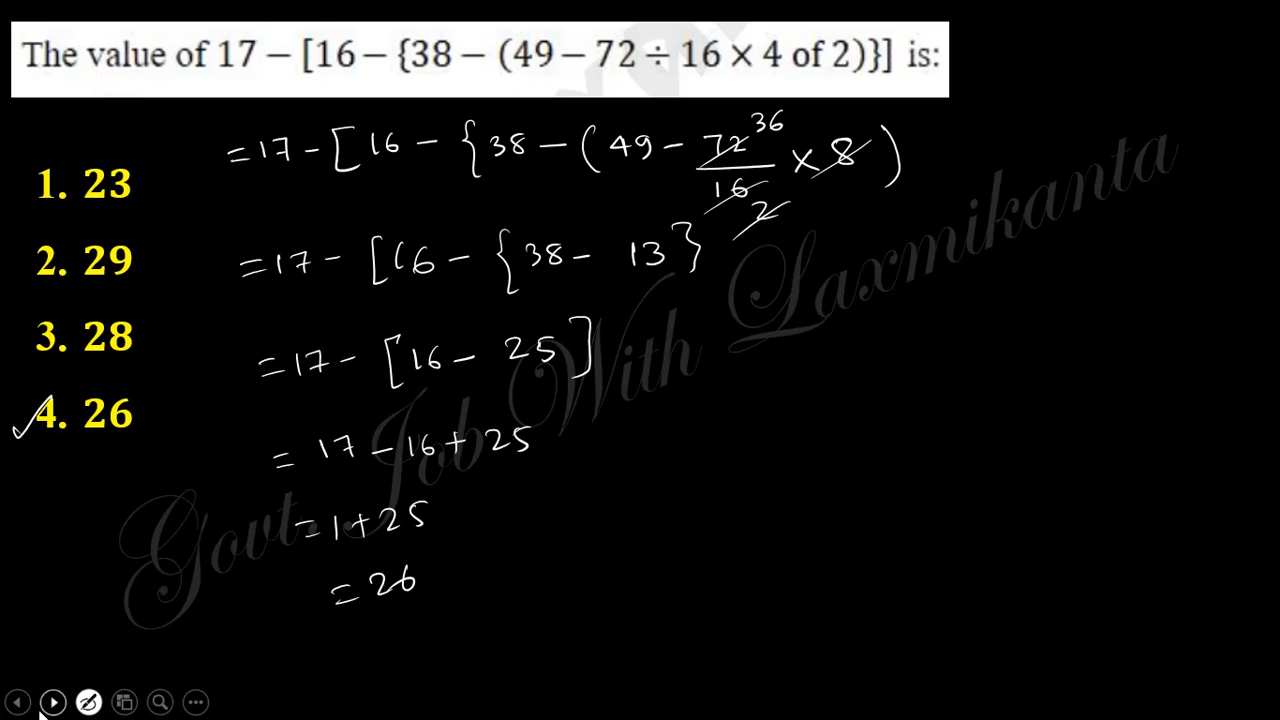 The value of 17 − [16 − {38 − (49 − 72 ÷ 16 × 4 of 2)}] is:
= 17 - [ 16 - { 38 - ( 49 - 72/16 36 2 × 8 )
1. 23
= 17 - [ 16 - { 38 - 13 }
2. 29
= 17 - [ 16 - 25 ]
3. 28
4. 26
= 17 - 16 + 25
= 1 + 25
= 26
Govt. Job With Laxmikanta